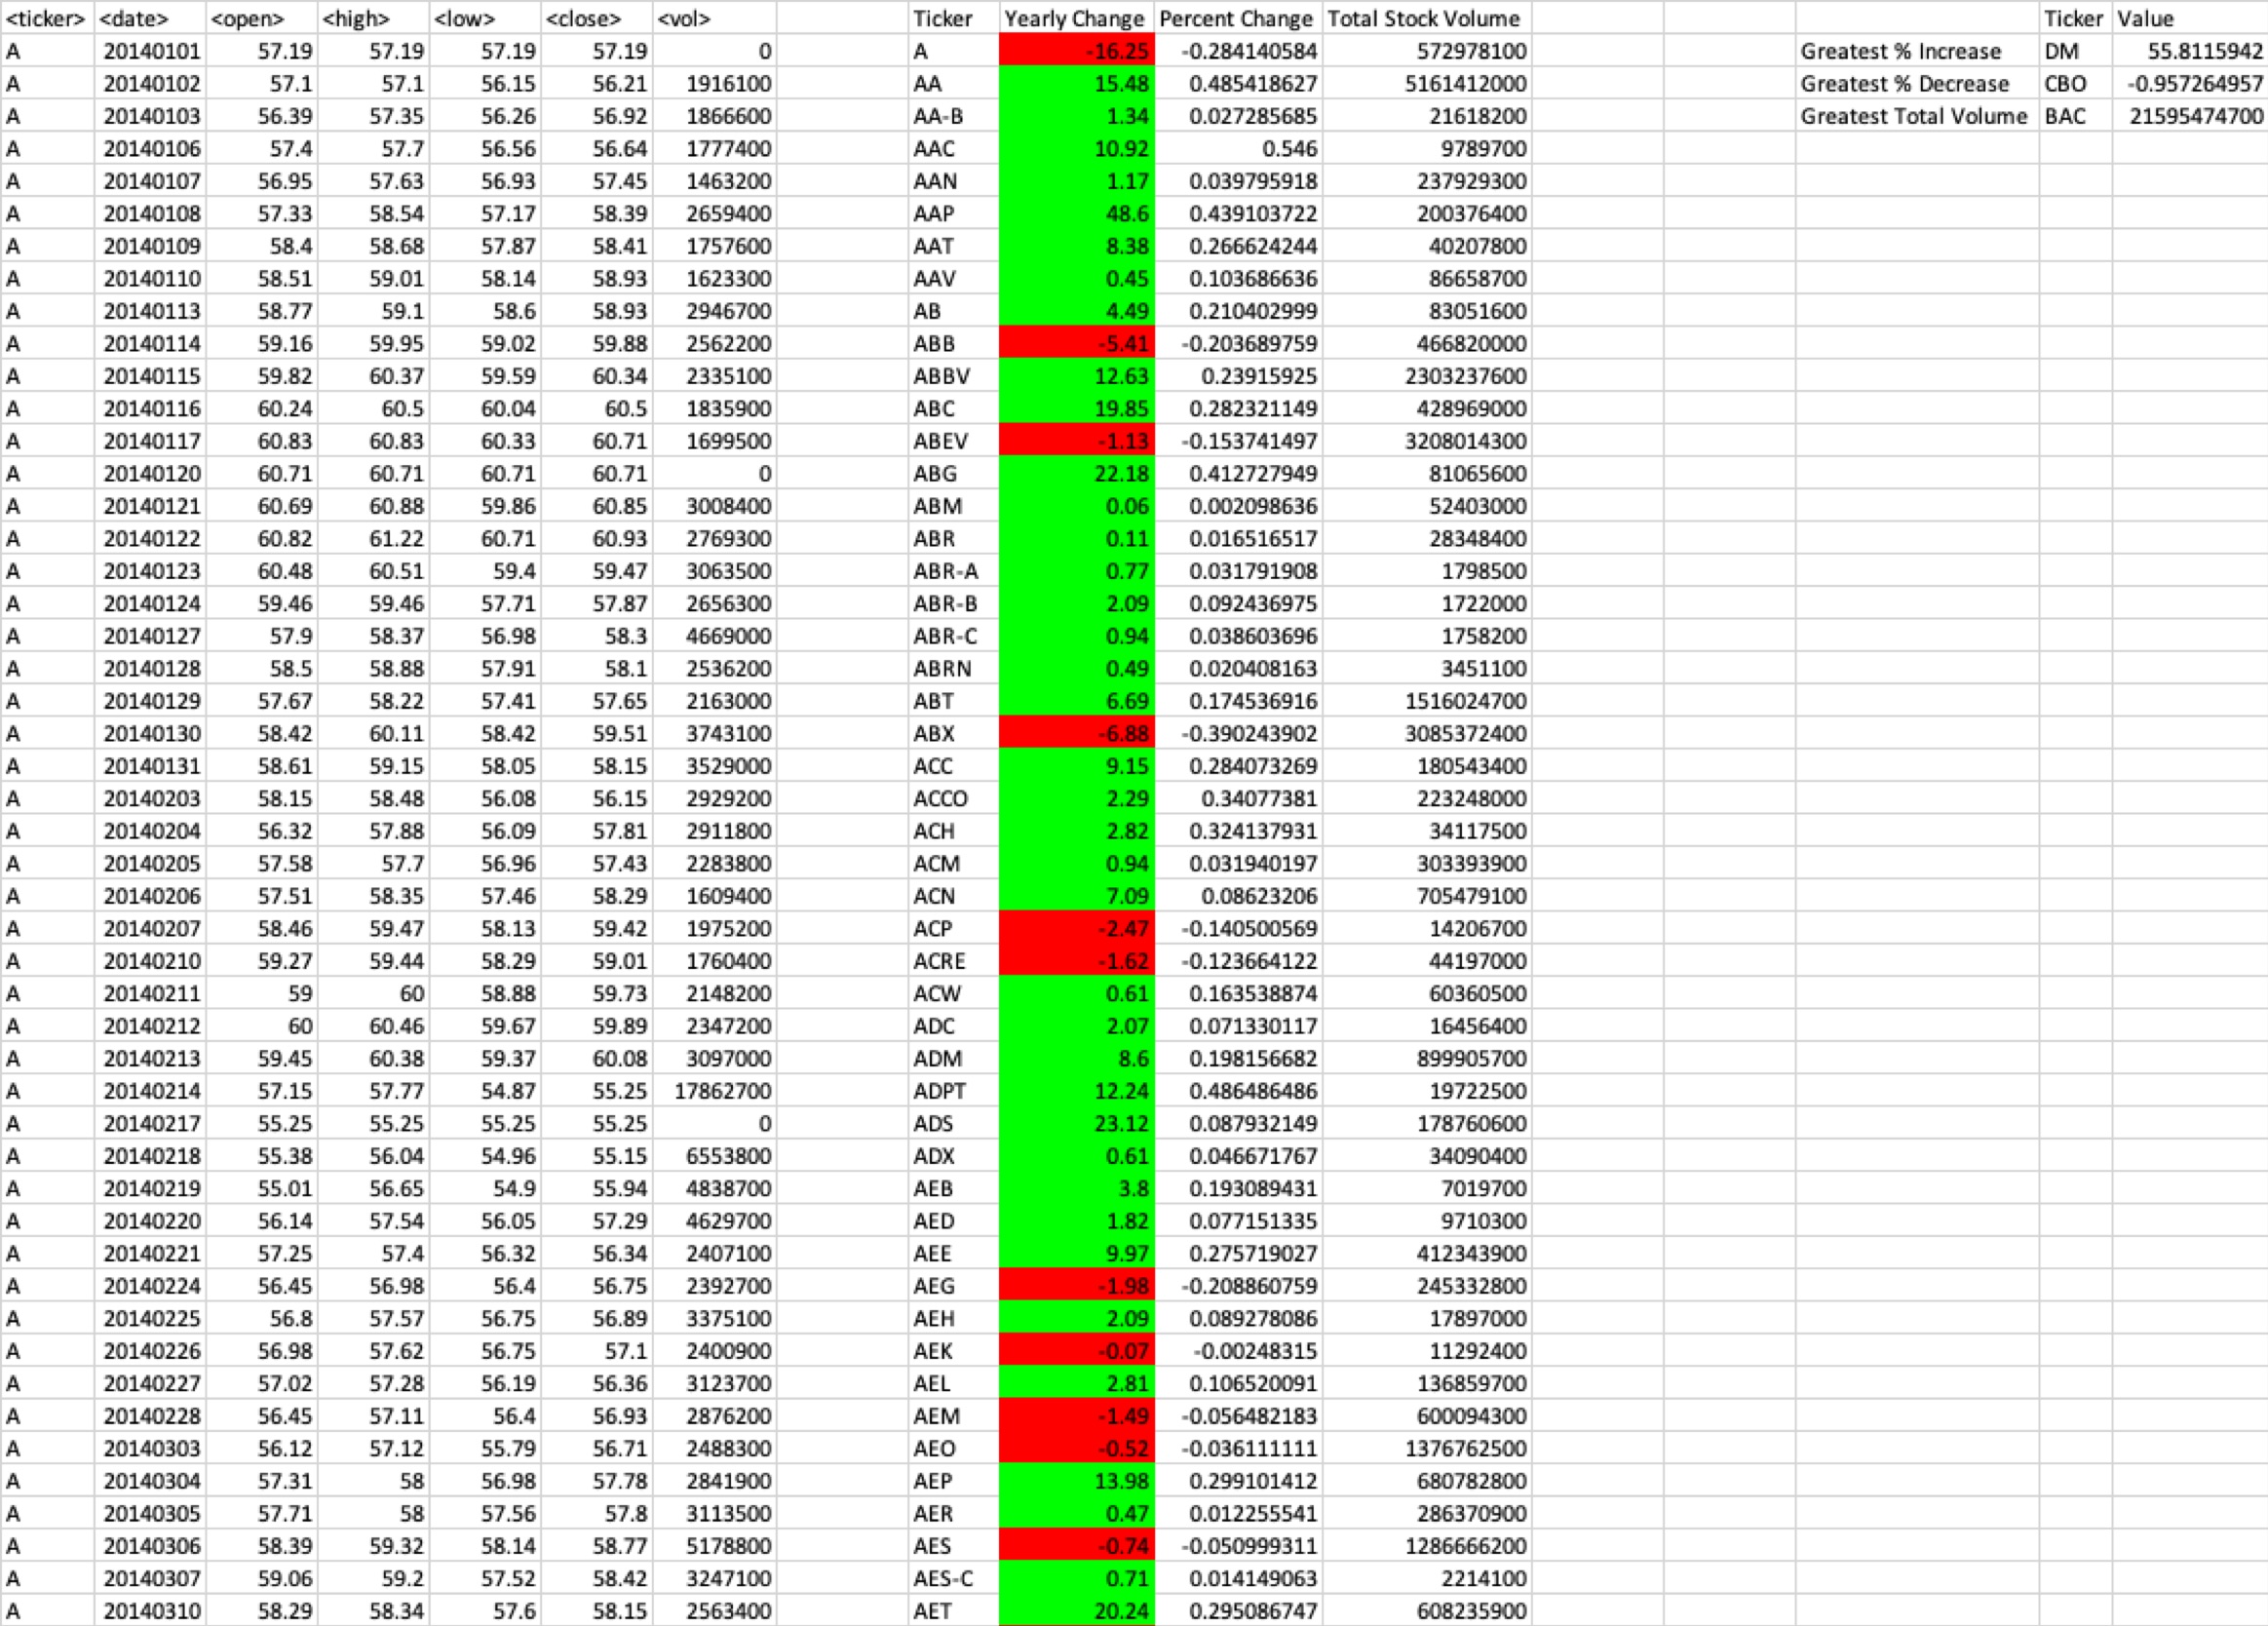 <ticker> <date> <open> <high> <low> <close> <vol> Ticker Yearly Change Percent Change Total Stock Volume Ticker Value
A 20140101 57.19 57.19 57.19 57.19 0 A -16.25 -0.284140584 572978100 Greatest % Increase DM 55.8115942
A 20140102 57.1 57.1 56.15 56.21 1916100 AA 15.48 0.485418627 5161412000 Greatest % Decrease CBO -0.957264957
A 20140103 56.39 57.35 56.26 56.92 1866600 AA-B 1.34 0.027285685 21618200 Greatest Total Volume BAC 21595474700
A 20140106 57.4 57.7 56.56 56.64 1777400 AAC 10.92 0.546 9789700
A 20140107 56.95 57.63 56.93 57.45 1463200 AAN 1.17 0.039795918 237929300
A 20140108 57.33 58.54 57.17 58.39 2659400 AAP 48.6 0.439103722 200376400
A 20140109 58.4 58.68 57.87 58.41 1757600 AAT 8.38 0.266624244 40207800
A 20140110 58.51 59.01 58.14 58.93 1623300 AAV 0.45 0.103686636 86658700
A 20140113 58.77 59.1 58.6 58.93 2946700 AB 4.49 0.210402999 83051600
A 20140114 59.16 59.95 59.02 59.88 2562200 ABB -5.41 -0.203689759 466820000
A 20140115 59.82 60.37 59.59 60.34 2335100 ABBV 12.63 0.23915925 2303237600
A 20140116 60.24 60.5 60.04 60.5 1835900 ABC 19.85 0.282321149 428969000
A 20140117 60.83 60.83 60.33 60.71 1699500 ABEV -1.13 -0.153741497 3208014300
A 20140120 60.71 60.71 60.71 60.71 0 ABG 22.18 0.412727949 81065600
A 20140121 60.69 60.88 59.86 60.85 3008400 ABM 0.06 0.002098636 52403000
A 20140122 60.82 61.22 60.71 60.93 2769300 ABR 0.11 0.016516517 28348400
A 20140123 60.48 60.51 59.4 59.47 3063500 ABR-A 0.77 0.031791908 1798500
A 20140124 59.46 59.46 57.71 57.87 2656300 ABR-B 2.09 0.092436975 1722000
A 20140127 57.9 58.37 56.98 58.3 4669000 ABR-C 0.94 0.038603696 1758200
A 20140128 58.5 58.88 57.91 58.1 2536200 ABRN 0.49 0.020408163 3451100
A 20140129 57.67 58.22 57.41 57.65 2163000 ABT 6.69 0.174536916 1516024700
A 20140130 58.42 60.11 58.42 59.51 3743100 ABX -6.88 -0.390243902 3085372400
A 20140131 58.61 59.15 58.05 58.15 3529000 ACC 9.15 0.284073269 180543400
A 20140203 58.15 58.48 56.08 56.15 2929200 ACCO 2.29 0.34077381 223248000
A 20140204 56.32 57.88 56.09 57.81 2911800 ACH 2.82 0.324137931 34117500
A 20140205 57.58 57.7 56.96 57.43 2283800 ACM 0.94 0.031940197 303393900
A 20140206 57.51 58.35 57.46 58.29 1609400 ACN 7.09 0.08623206 705479100
A 20140207 58.46 59.47 58.13 59.42 1975200 ACP -2.47 -0.140500569 14206700
A 20140210 59.27 59.44 58.29 59.01 1760400 ACRE -1.62 -0.123664122 44197000
A 20140211 59 60 58.88 59.73 2148200 ACW 0.61 0.163538874 60360500
A 20140212 60 60.46 59.67 59.89 2347200 ADC 2.07 0.071330117 16456400
A 20140213 59.45 60.38 59.37 60.08 3097000 ADM 8.6 0.198156682 899905700
A 20140214 57.15 57.77 54.87 55.25 17862700 ADPT 12.24 0.486486486 19722500
A 20140217 55.25 55.25 55.25 55.25 0 ADS 23.12 0.087932149 178760600
A 20140218 55.38 56.04 54.96 55.15 6553800 ADX 0.61 0.046671767 34090400
A 20140219 55.01 56.65 54.9 55.94 4838700 AEB 3.8 0.193089431 7019700
A 20140220 56.14 57.54 56.05 57.29 4629700 AED 1.82 0.077151335 9710300
A 20140221 57.25 57.4 56.32 56.34 2407100 AEE 9.97 0.275719027 412343900
A 20140224 56.45 56.98 56.4 56.75 2392700 AEG -1.98 -0.208860759 245332800
A 20140225 56.8 57.57 56.75 56.89 3375100 AEH 2.09 0.089278086 17897000
A 20140226 56.98 57.62 56.75 57.1 2400900 AEK -0.07 -0.00248315 11292400
A 20140227 57.02 57.28 56.19 56.36 3123700 AEL 2.81 0.106520091 136859700
A 20140228 56.45 57.11 56.4 56.93 2876200 AEM -1.49 -0.056482183 600094300
A 20140303 56.12 57.12 55.79 56.71 2488300 AEO -0.52 -0.036111111 1376762500
A 20140304 57.31 58 56.98 57.78 2841900 AEP 13.98 0.299101412 680782800
A 20140305 57.71 58 57.56 57.8 3113500 AER 0.47 0.012255541 286370900
A 20140306 58.39 59.32 58.14 58.77 5178800 AES -0.74 -0.050999311 1286666200
A 20140307 59.06 59.2 57.52 58.42 3247100 AES-C 0.71 0.014149063 2214100
A 20140310 58.29 58.34 57.6 58.15 2563400 AET 20.24 0.295086747 608235900